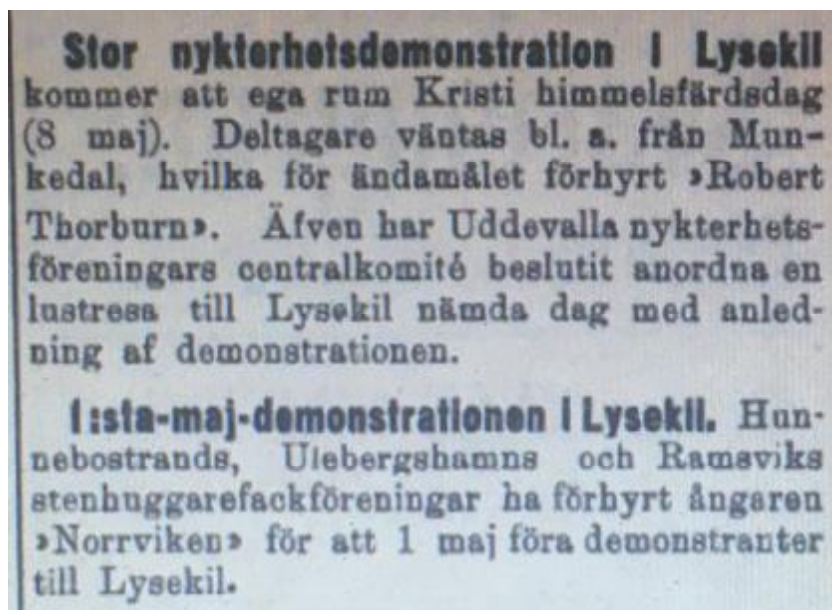 Stor nykterhetsdemonstration i Lysekil
kommer att ega rum Kristi himmelsfärdsdag
(8 maj). Deltagare väntas bl. a. från Mun-
kedal, hvilka för ändamålet förhyrt »Robert
Thorburn». Äfven har Uddevalla nykterhets-
föreningars centralkomité beslutit anordna en
lustresa till Lysekil nämda dag med anled-
ning af demonstrationen.
1:sta-maj-demonstrationen i Lysekil. Hun-
nebostrands, Ulebergshamns och Ramsviks
stenhuggarefackföreningar ha förhyrt ångaren
»Norrviken» för att 1 maj föra demonstranter
till Lysekil.